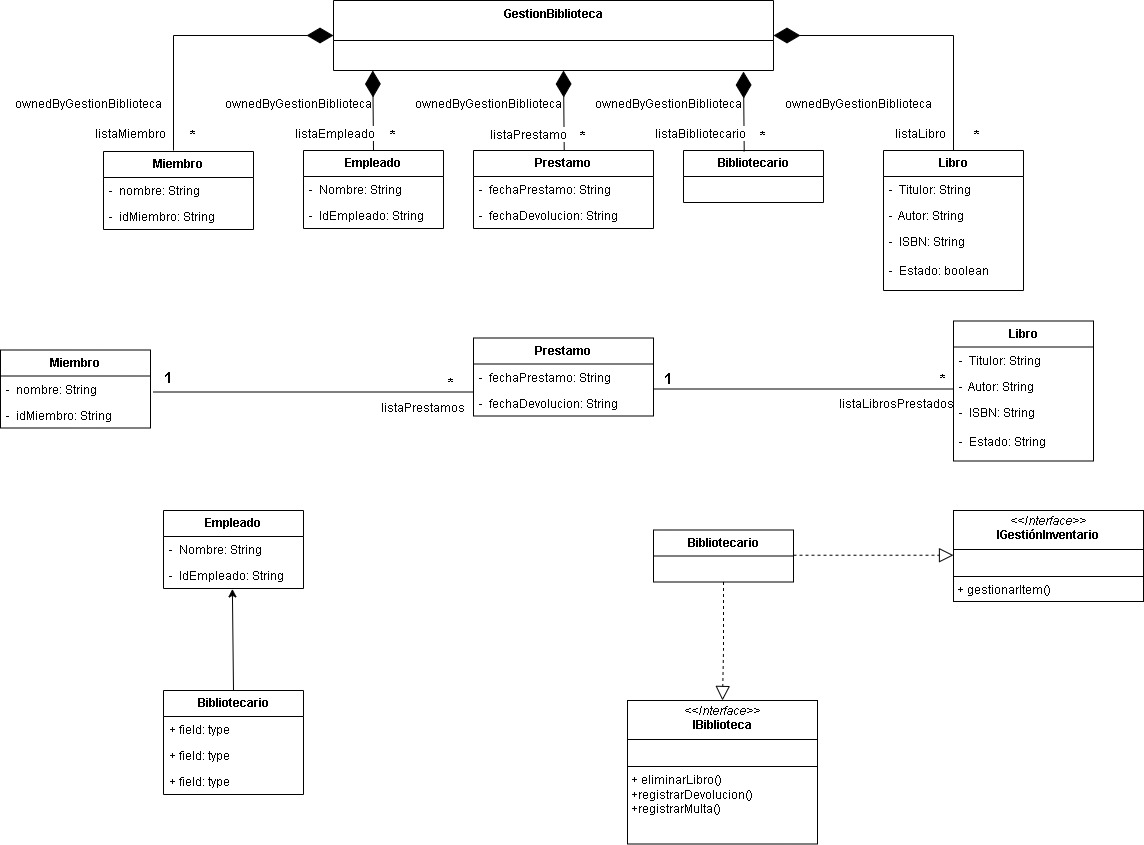 GestionBiblioteca
ownedByGestionBiblioteca
ownedByGestionBiblioteca
ownedByGestionBiblioteca
ownedByGestionBiblioteca
ownedByGestionBiblioteca
listaMiembro *
listaEmpleado *
listaPrestamo *
listaBibliotecario *
listaLibro *
Miembro
- nombre: String
- idMiembro: String
Empleado
- Nombre: String
- IdEmpleado: String
Prestamo
- fechaPrestamo: String
- fechaDevolucion: String
Bibliotecario
Libro
- Titulor: String
- Autor: String
- ISBN: String
- Estado: boolean
Miembro
- nombre: String
- idMiembro: String
1
*
listaPrestamos
Prestamo
- fechaPrestamo: String
- fechaDevolucion: String
1
*
listaLibrosPrestados
Libro
- Titulor: String
- Autor: String
- ISBN: String
- Estado: String
Empleado
- Nombre: String
- IdEmpleado: String
Bibliotecario
+ field: type
+ field: type
+ field: type
Bibliotecario
<<Interface>>
IGestiónInventario
+ gestionarItem()
<<Interface>>
IBiblioteca
+ eliminarLibro()
+registrarDevolucion()
+registrarMulta()